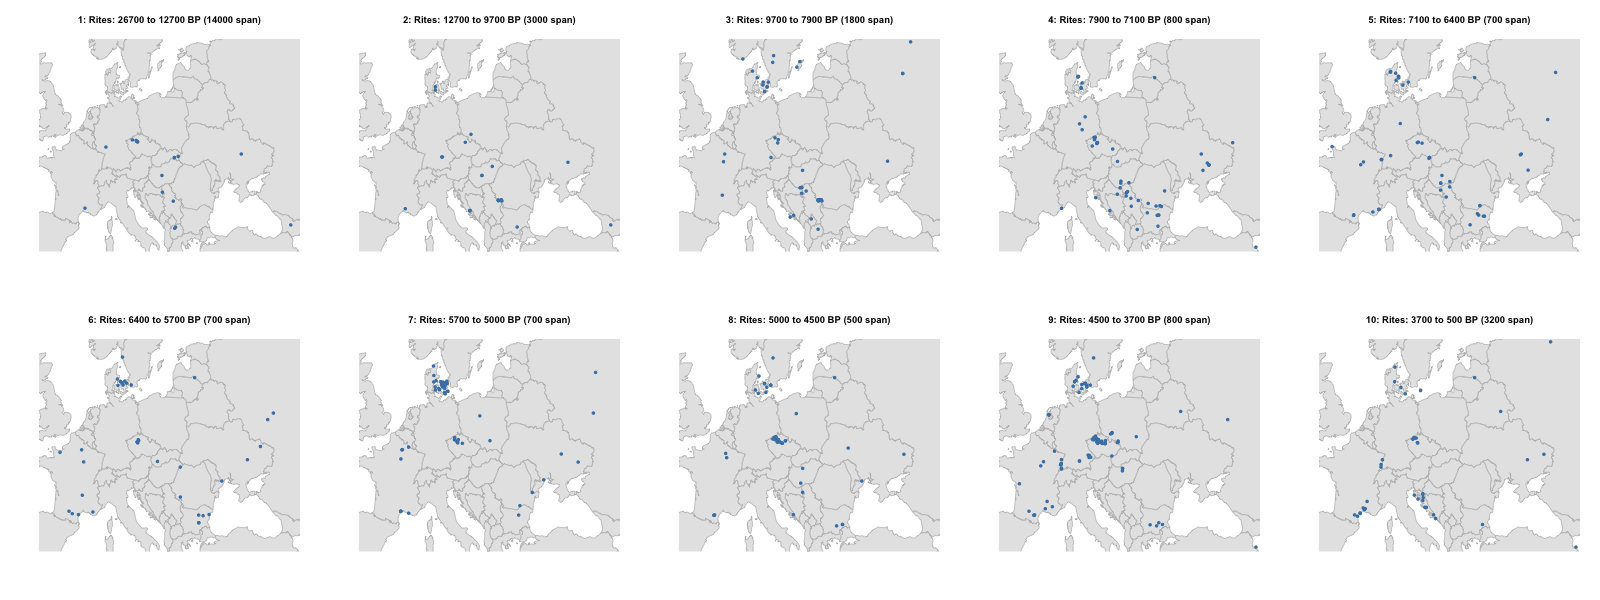 1: Rites: 26700 to 12700 BP (14000 span)
2: Rites: 12700 to 9700 BP (3000 span)
3: Rites: 9700 to 7900 BP (1800 span)
4: Rites: 7900 to 7100 BP (800 span)
5: Rites: 7100 to 6400 BP (700 span)
6: Rites: 6400 to 5700 BP (700 span)
7: Rites: 5700 to 5000 BP (700 span)
8: Rites: 5000 to 4500 BP (500 span)
9: Rites: 4500 to 3700 BP (800 span)
10: Rites: 3700 to 500 BP (3200 span)